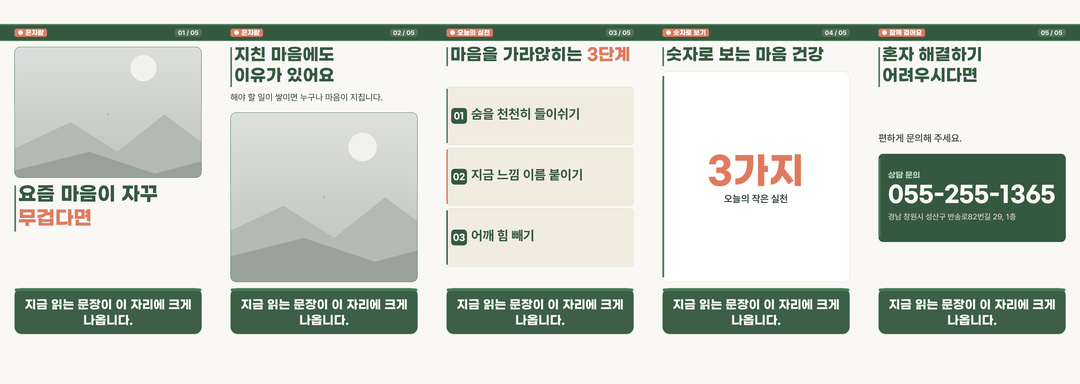 은자람
01 / 05
요즘 마음이 자꾸
무겁다면
지금 읽는 문장이 이 자리에 크게
나옵니다.
은자람
02 / 05
지친 마음에도
이유가 있어요
해야 할 일이 쌓이면 누구나 마음이 지칩니다.
지금 읽는 문장이 이 자리에 크게
나옵니다.
오늘의 실천
03 / 05
마음을 가라앉히는 3단계
01 숨을 천천히 들이쉬기
02 지금 느낌 이름 붙이기
03 어깨 힘 빼기
지금 읽는 문장이 이 자리에 크게
나옵니다.
숫자로 보기
04 / 05
숫자로 보는 마음 건강
3가지
오늘의 작은 실천
지금 읽는 문장이 이 자리에 크게
나옵니다.
함께 걸어요
05 / 05
혼자 해결하기
어려우시다면
편하게 문의해 주세요.
상담 문의
055-255-1365
경남 창원시 성산구 반송로82번길 29, 1층
지금 읽는 문장이 이 자리에 크게
나옵니다.